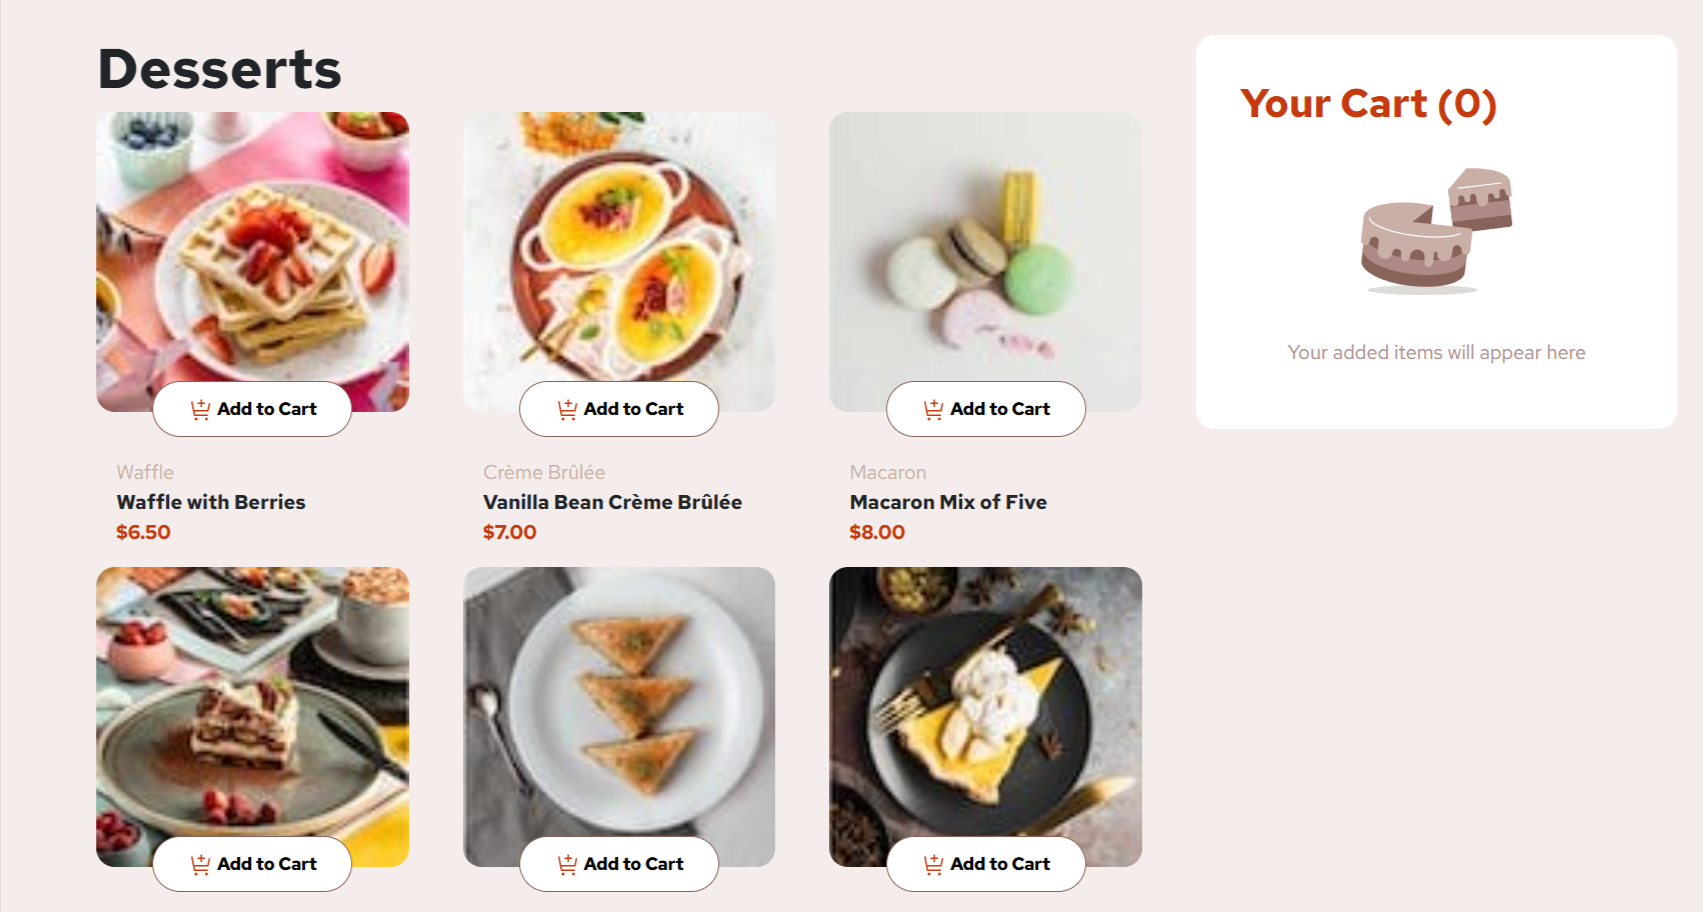 Desserts
Your Cart (0)
Your added items will appear here
Add to Cart
Add to Cart
Add to Cart
Waffle
Waffle with Berries
$6.50
Crème Brûlée
Vanilla Bean Crème Brûlée
$7.00
Macaron
Macaron Mix of Five
$8.00
Add to Cart
Add to Cart
Add to Cart